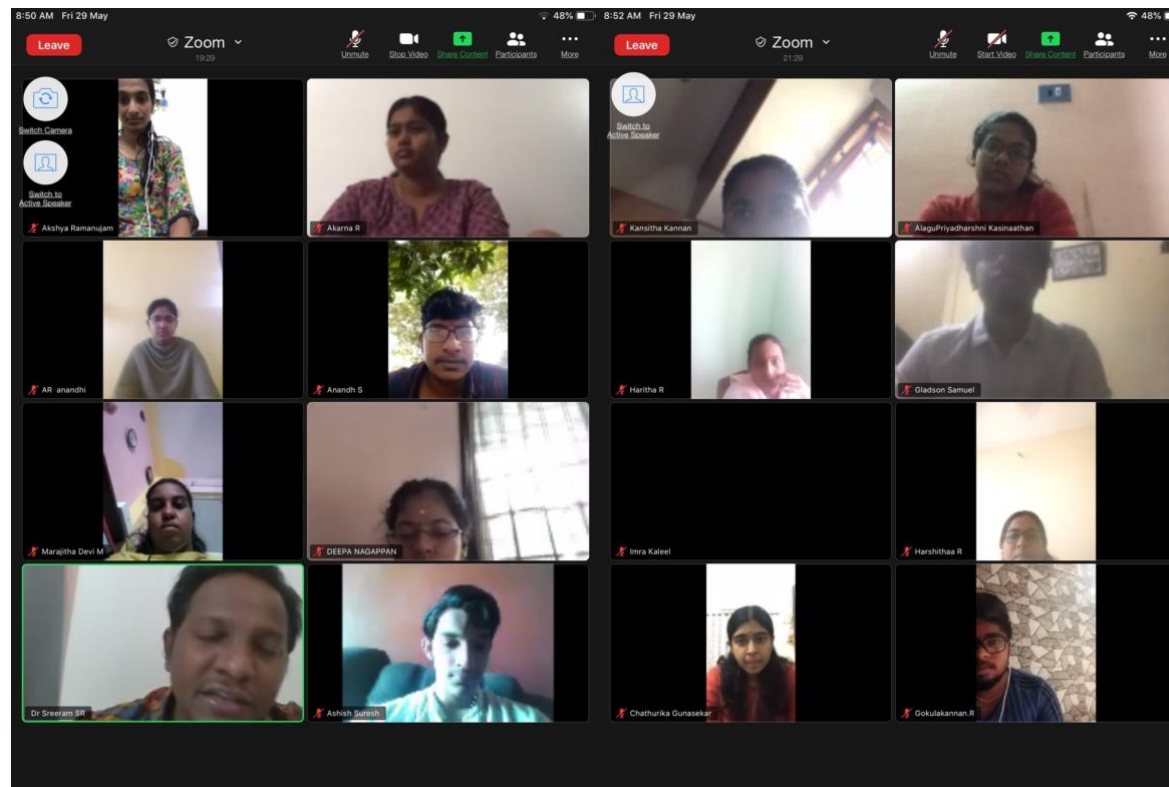 8:50 AM Fri 29 May
48%
Leave
Zoom
19:29
Unmute
Stop Video
Share Content
Participants
More
Switch Camera
Switch to
Active Speaker
Akshya Ramanujam
Akarna R
AR anandhi
Anandh S
Marajitha Devi M
DEEPA NAGAPPAN
Dr Sreeram SR
Ashish Suresh
8:52 AM Fri 29 May
48%
Leave
Zoom
21:29
Unmute
Start Video
Share Content
Participants
More
Switch to
Active Speaker
Kansitha Kannan
AlaguPriyadharshni Kasinaathan
Haritha R
Gladson Samuel
Imra Kaleel
Harshithaa R
Chathurika Gunasekar
Gokulakannan.R